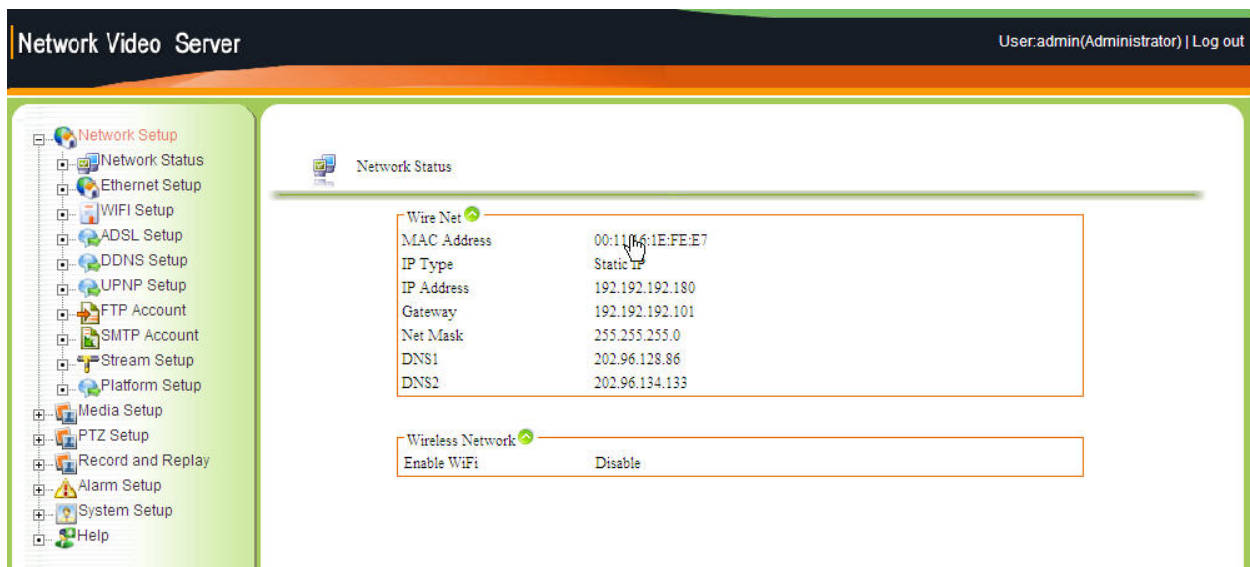 Network Video Server
User:admin(Administrator) | Log out
Network Setup
Network Status
Ethernet Setup
WIFI Setup
ADSL Setup
DDNS Setup
UPNP Setup
FTP Account
SMTP Account
Stream Setup
Platform Setup
Media Setup
PTZ Setup
Record and Replay
Alarm Setup
System Setup
Help
Network Status
Wire Net
MAC Address
IP Type Static IP
IP Address 192.192.192.180
Gateway 192.192.192.101
Net Mask 255.255.255.0
DNS1 202.96.128.86
DNS2 202.96.134.133
Wireless Network
Enable WiFi Disable